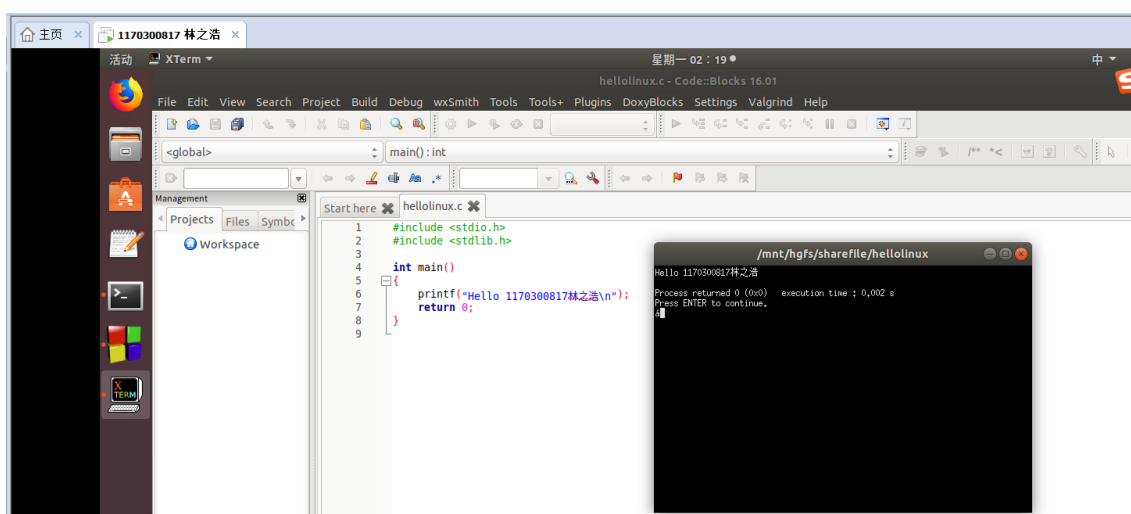 主页 × 1170300817 林之浩 ×
活动 XTerm 星期一 02：19 中
hellolinux.c - Code::Blocks 16.01
File Edit View Search Project Build Debug wxSmith Tools Tools+ Plugins DoxyBlocks Settings Valgrind Help
<global> main() : int /** *<
Aa .*
Management
Projects Files Symbc
Workspace
Start here hellolinux.c
1 #include <stdio.h>
2 #include <stdlib.h>
3
4 int main()
5 {
6 printf("Hello 1170300817林之浩\n");
7 return 0;
8 }
9
/mnt/hgfs/sharefile/hellolinux
Hello 1170300817林之浩
Process returned 0 (0x0) execution time : 0.002 s
Press ENTER to continue.
X
TERM